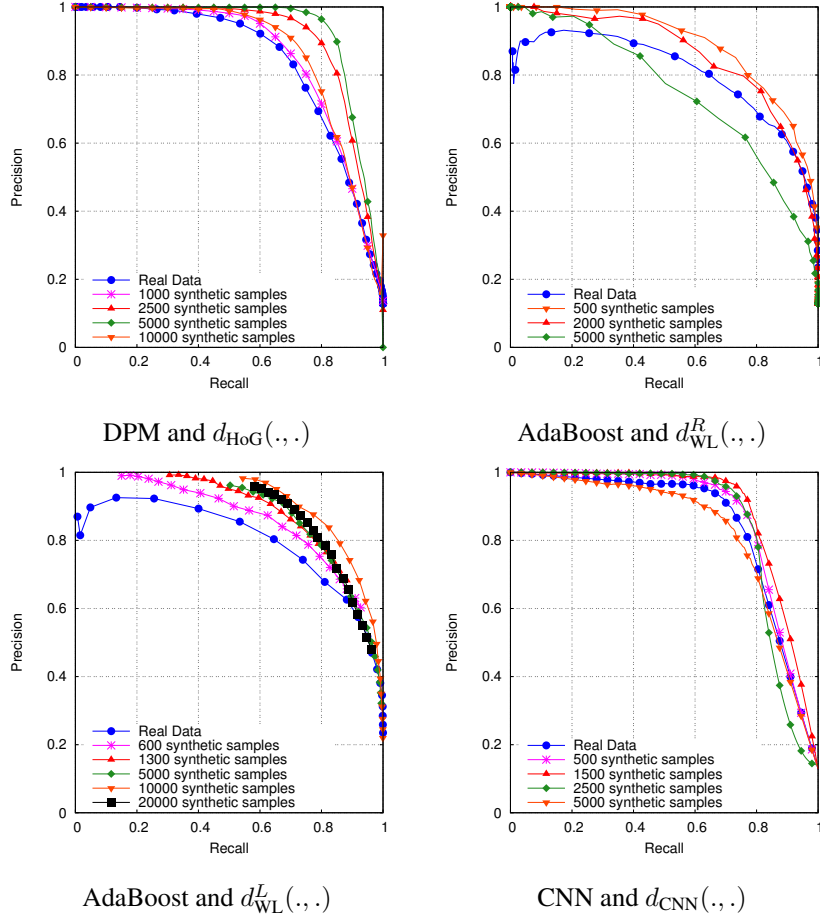 1
0.8
0.6
0.4
0.2
0
Precision
Real Data
1000 synthetic samples
2500 synthetic samples
5000 synthetic samples
10000 synthetic samples
0 0.2 0.4 0.6 0.8 1
Recall
DPM and d_HoG(., .)
1
0.8
0.6
0.4
0.2
0
Precision
Real Data
500 synthetic samples
2000 synthetic samples
5000 synthetic samples
0 0.2 0.4 0.6 0.8 1
Recall
AdaBoost and d^R_WL(., .)
1
0.8
0.6
0.4
0.2
0
Precision
Real Data
600 synthetic samples
1300 synthetic samples
5000 synthetic samples
10000 synthetic samples
20000 synthetic samples
0 0.2 0.4 0.6 0.8 1
Recall
AdaBoost and d^L_WL(., .)
1
0.8
0.6
0.4
0.2
0
Precision
Real Data
500 synthetic samples
1500 synthetic samples
2500 synthetic samples
5000 synthetic samples
0 0.2 0.4 0.6 0.8 1
Recall
CNN and d_CNN(., .)